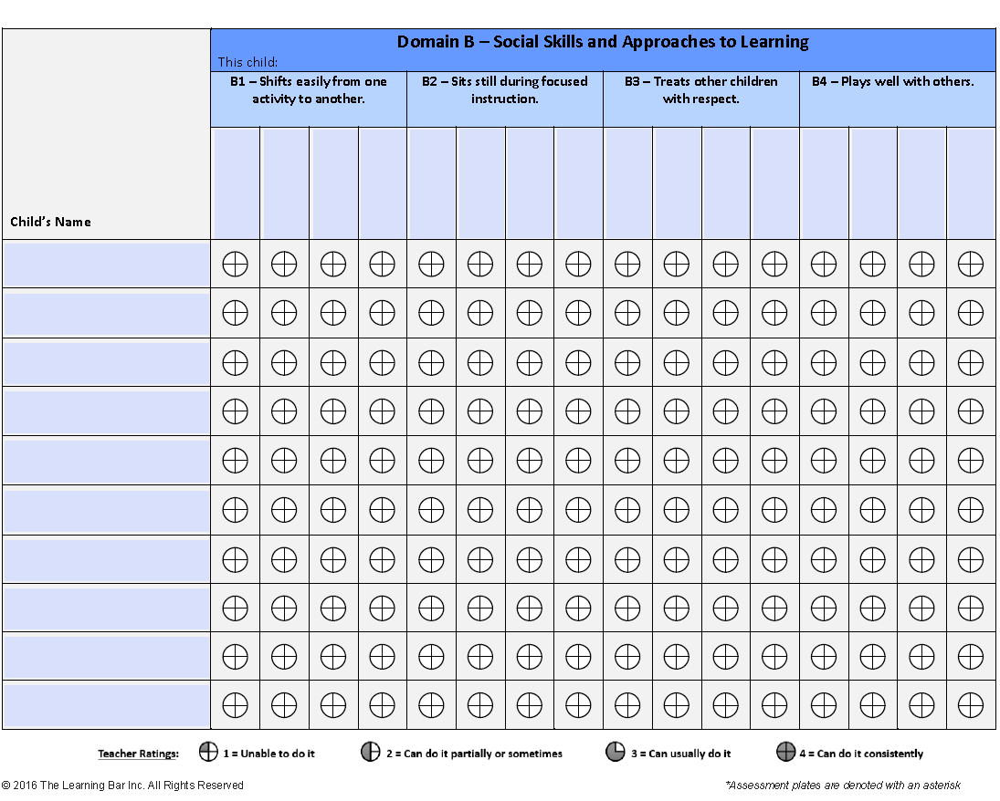 Domain B – Social Skills and Approaches to Learning
This child:
B1 – Shifts easily from one
activity to another.
B2 – Sits still during focused
instruction.
B3 – Treats other children
with respect.
B4 – Plays well with others.
Child's Name
Teacher Ratings: 1 = Unable to do it 2 = Can do it partially or sometimes 3 = Can usually do it 4 = Can do it consistently
© 2016 The Learning Bar Inc. All Rights Reserved *Assessment plates are denoted with an asterisk